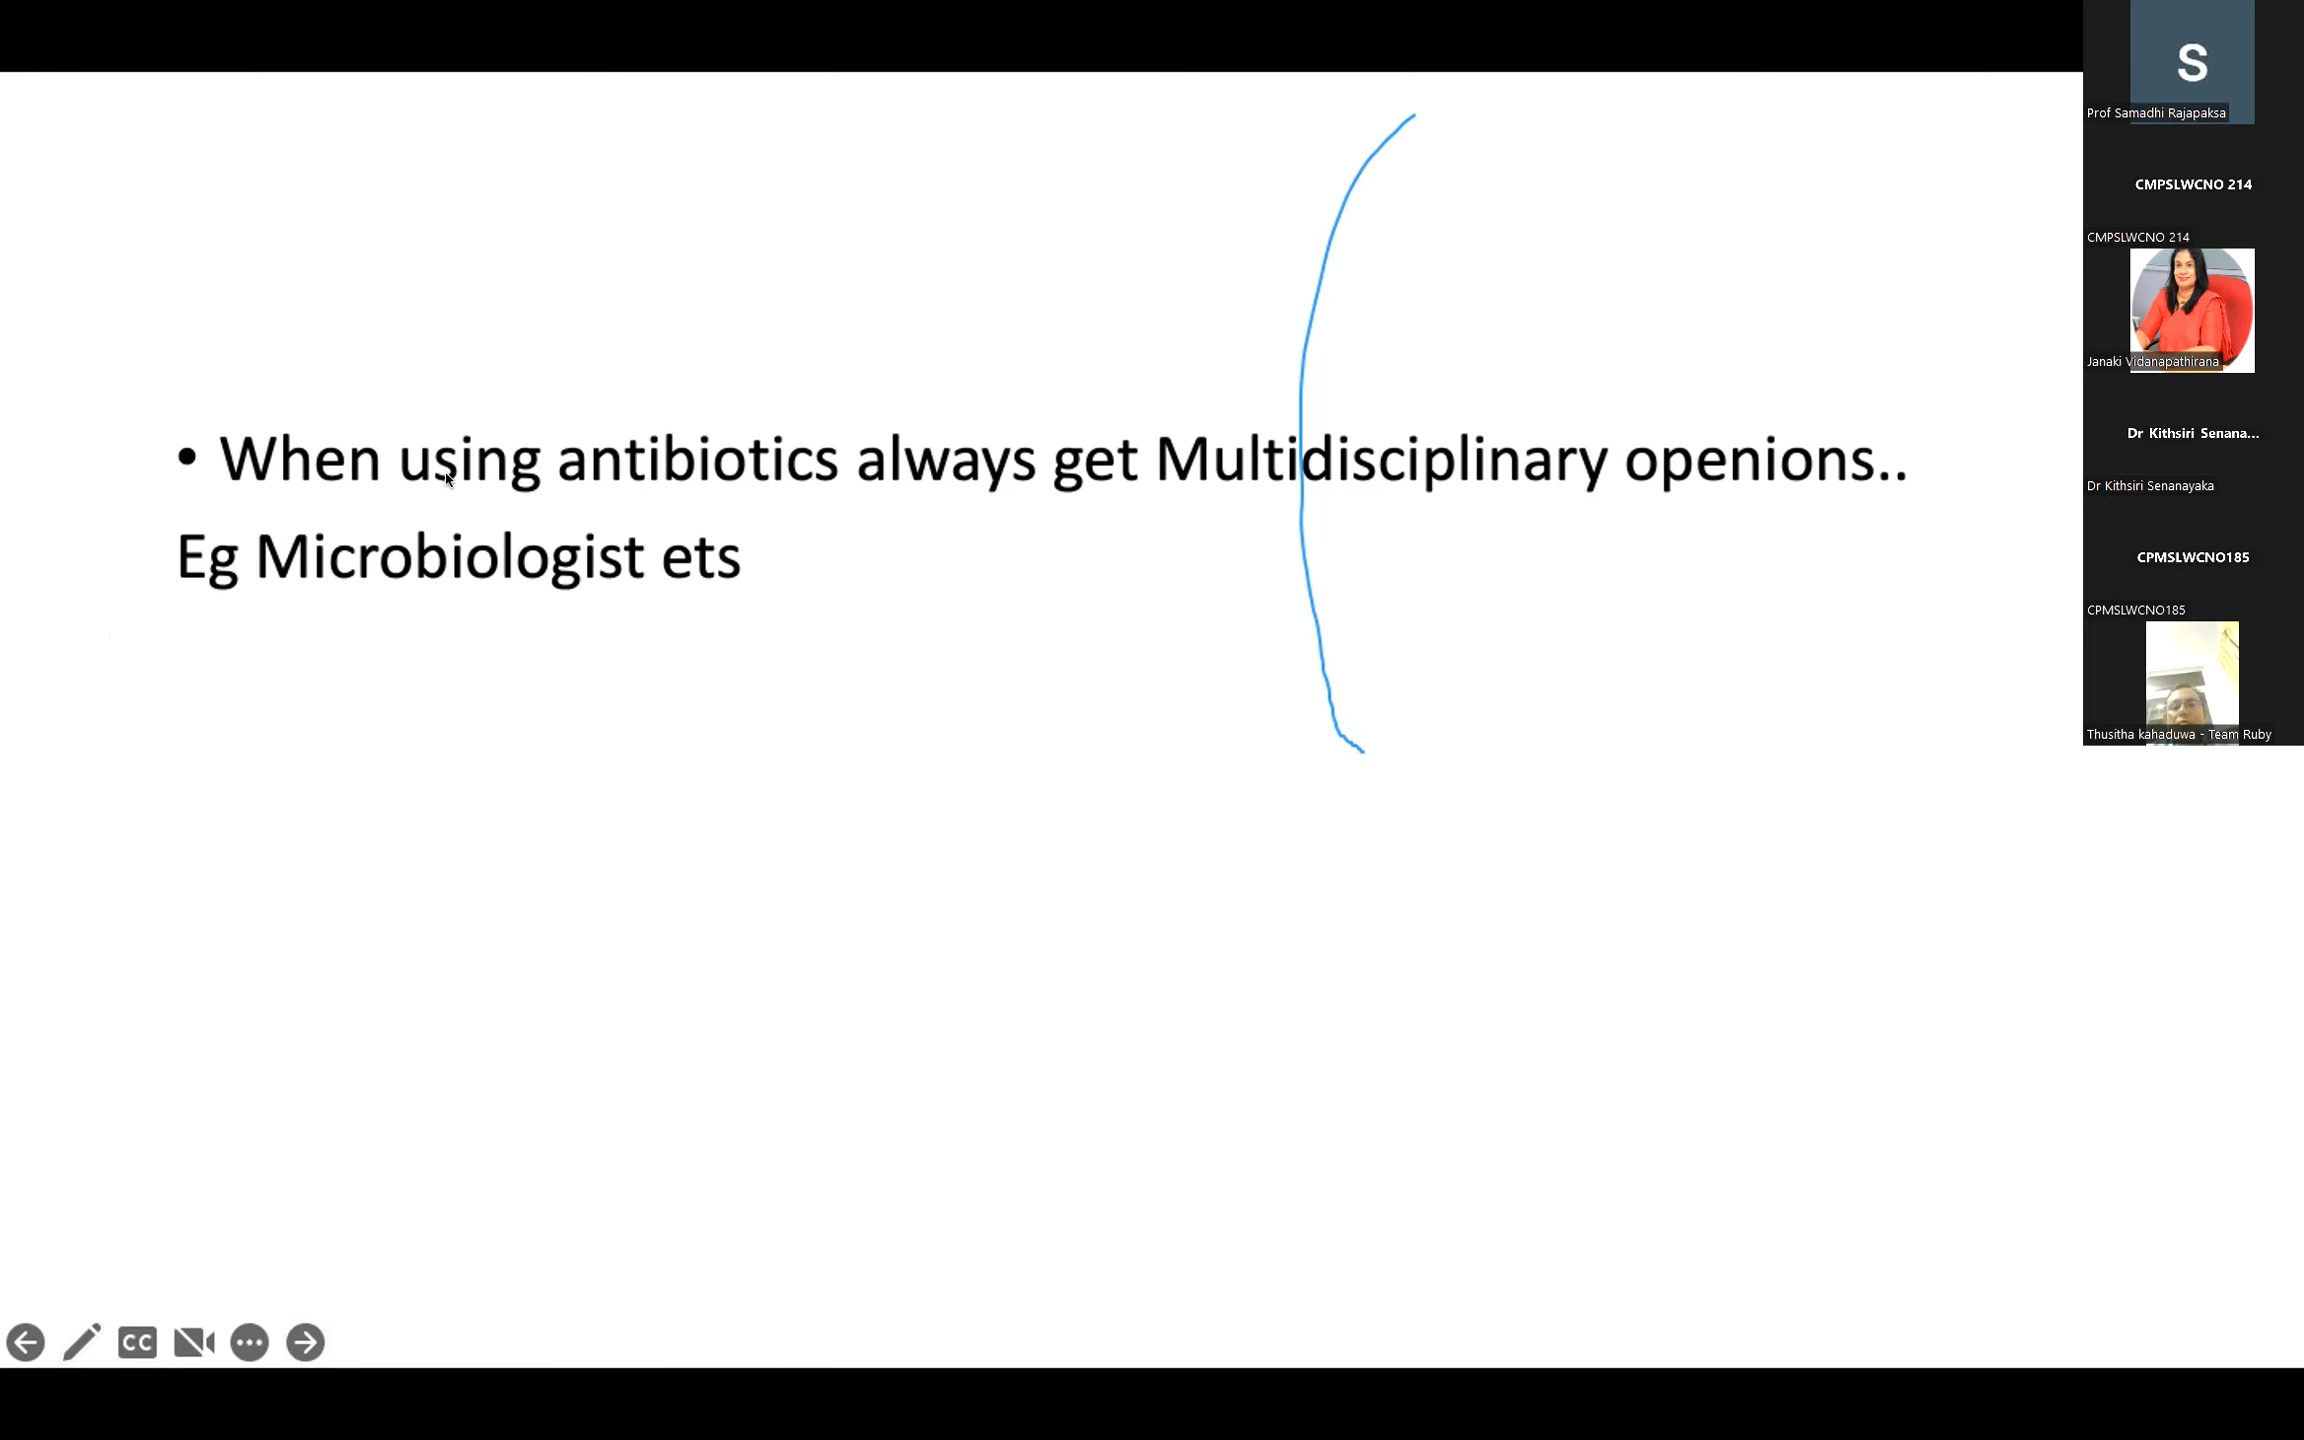 • When using antibiotics always get Multidisciplinary openions..
Eg Microbiologist ets
CC
S
Prof Samadhi Rajapaksa
CMPSLWCNO 214
CMPSLWCNO 214
Janaki Vidanapathirana
Dr Kithsiri Senana...
Dr Kithsiri Senanayaka
CPMSLWCNO185
CPMSLWCNO185
Thusitha kahaduwa - Team Ruby